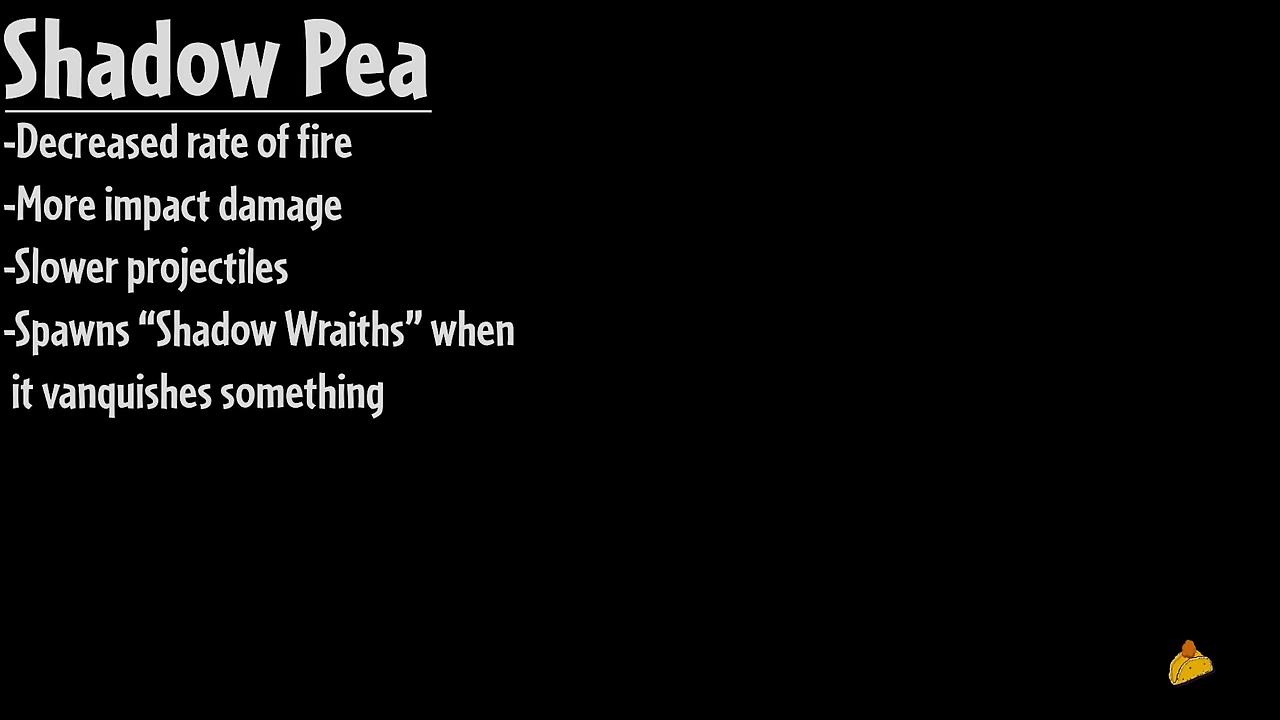 Shadow Pea
-Decreased rate of fire
-More impact damage
-Slower projectiles
-Spawns “Shadow Wraiths” when
it vanquishes something